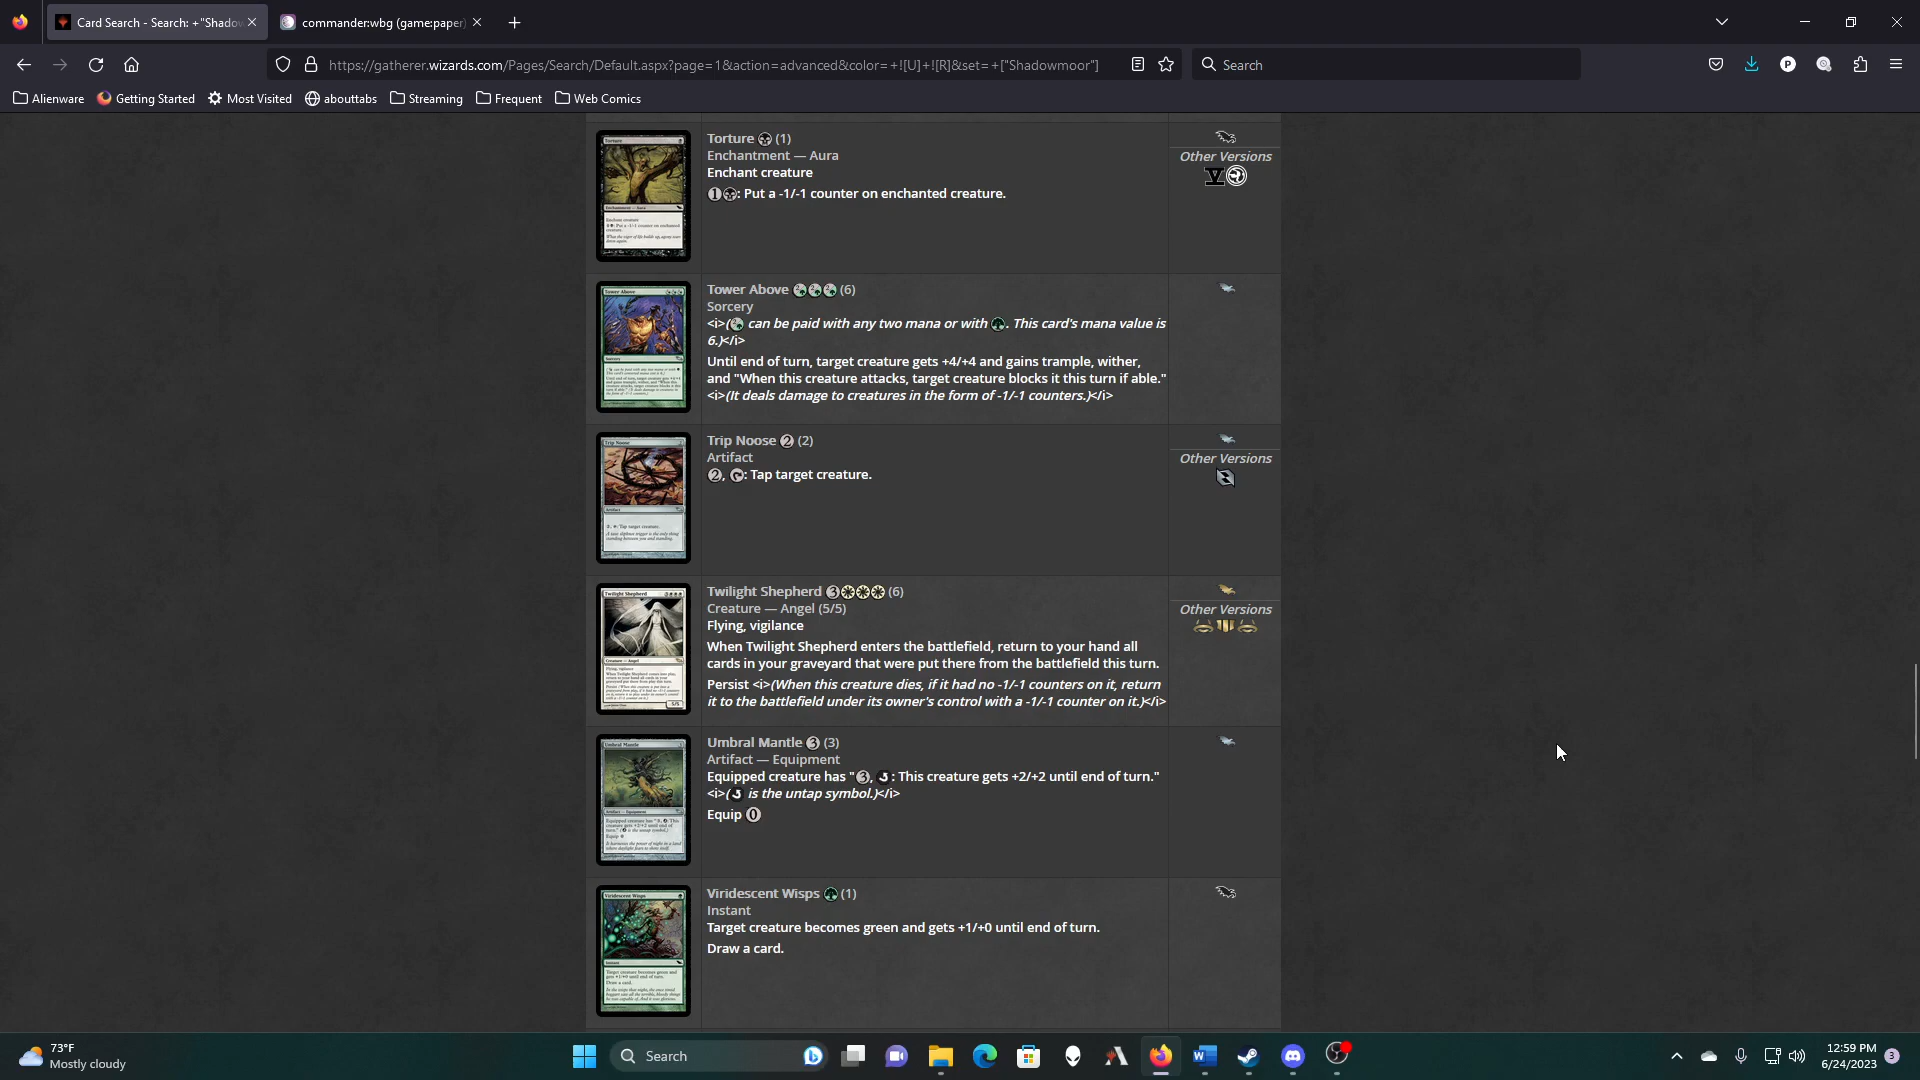 Card Search - Search: +"Shadow
commander:wbg (game:paper)
https://gatherer.wizards.com/Pages/Search/Default.aspx?page=1&action=advanced&color=+![U]+![R]&set=+["Shadowmoor"]
Search
Alienware
Getting Started
Most Visited
abouttabs
Streaming
Frequent
Web Comics
Torture (1)
Enchantment — Aura
Enchant creature
1: Put a -1/-1 counter on enchanted creature.
Other Versions
Tower Above (6)
Sorcery
<i>( can be paid with any two mana or with . This card's mana value is
6.)</i>
Until end of turn, target creature gets +4/+4 and gains trample, wither,
and "When this creature attacks, target creature blocks it this turn if able."
<i>(It deals damage to creatures in the form of -1/-1 counters.)</i>
Trip Noose 2 (2)
Artifact
2, : Tap target creature.
Other Versions
Twilight Shepherd 3 (6)
Creature — Angel (5/5)
Flying, vigilance
When Twilight Shepherd enters the battlefield, return to your hand all
cards in your graveyard that were put there from the battlefield this turn.
Persist <i>(When this creature dies, if it had no -1/-1 counters on it, return
it to the battlefield under its owner's control with a -1/-1 counter on it.)</i>
Other Versions
Umbral Mantle 3 (3)
Artifact — Equipment
Equipped creature has "3, : This creature gets +2/+2 until end of turn."
<i>( is the untap symbol.)</i>
Equip 0
Viridescent Wisps (1)
Instant
Target creature becomes green and gets +1/+0 until end of turn.
Draw a card.
73°F
Mostly cloudy
Search
12:59 PM
6/24/2023
3